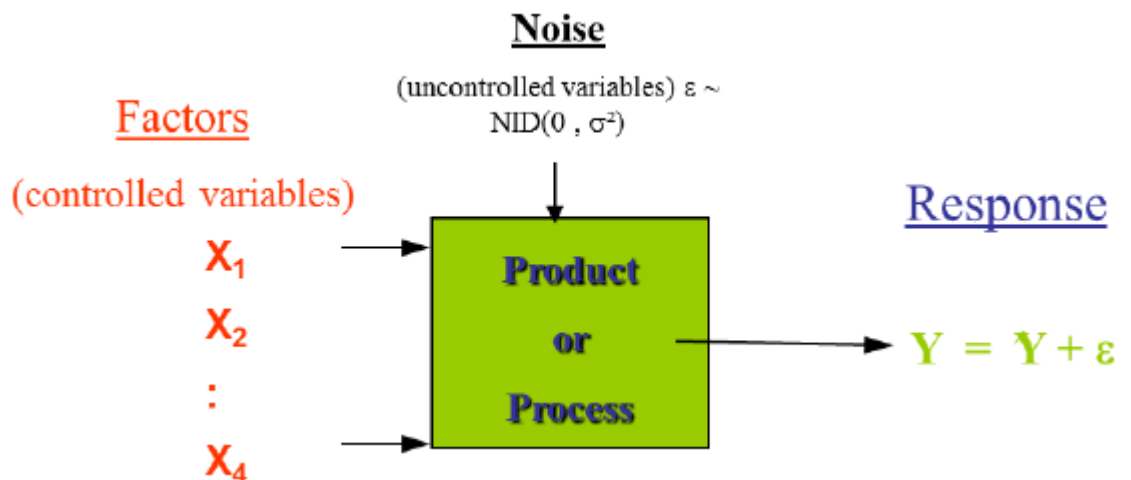 Noise
(uncontrolled variables) ε ~
NID(0 , σ²)
Factors
(controlled variables)
X₁
X₂
:
X₄
Product
or
Process
Response
Y = Ŷ + ε